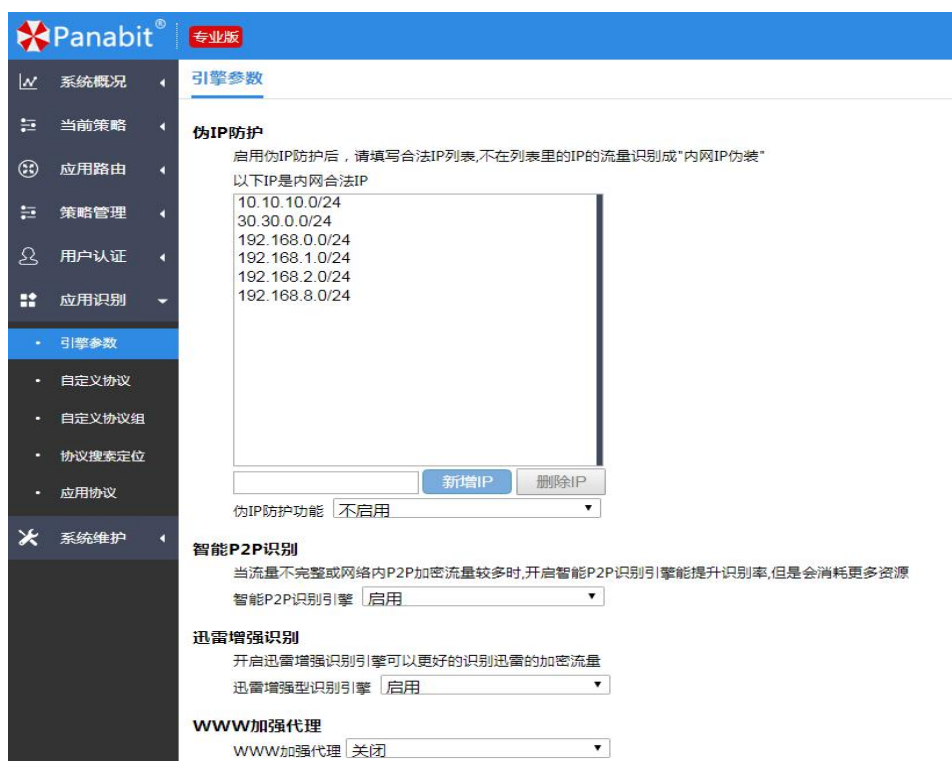 Panabit®
专业版
系统概况
当前策略
应用路由
策略管理
用户认证
应用识别
引擎参数
自定义协议
自定义协议组
协议搜索定位
应用协议
系统维护
引擎参数
伪IP防护
启用伪IP防护后，请填写合法IP列表,不在列表里的IP的流量识别成"内网IP伪装"
以下IP是内网合法IP
10.10.10.0/24
30.30.0.0/24
192.168.0.0/24
192.168.1.0/24
192.168.2.0/24
192.168.8.0/24
新增IP
删除IP
伪IP防护功能 不启用
智能P2P识别
当流量不完整或网络内P2P加密流量较多时,开启智能P2P识别引擎能提升识别率,但是会消耗更多资源
智能P2P识别引擎 启用
迅雷增强识别
开启迅雷增强识别引擎可以更好的识别迅雷的加密流量
迅雷增强型识别引擎 启用
WWW加强代理
WWW加强代理 关闭